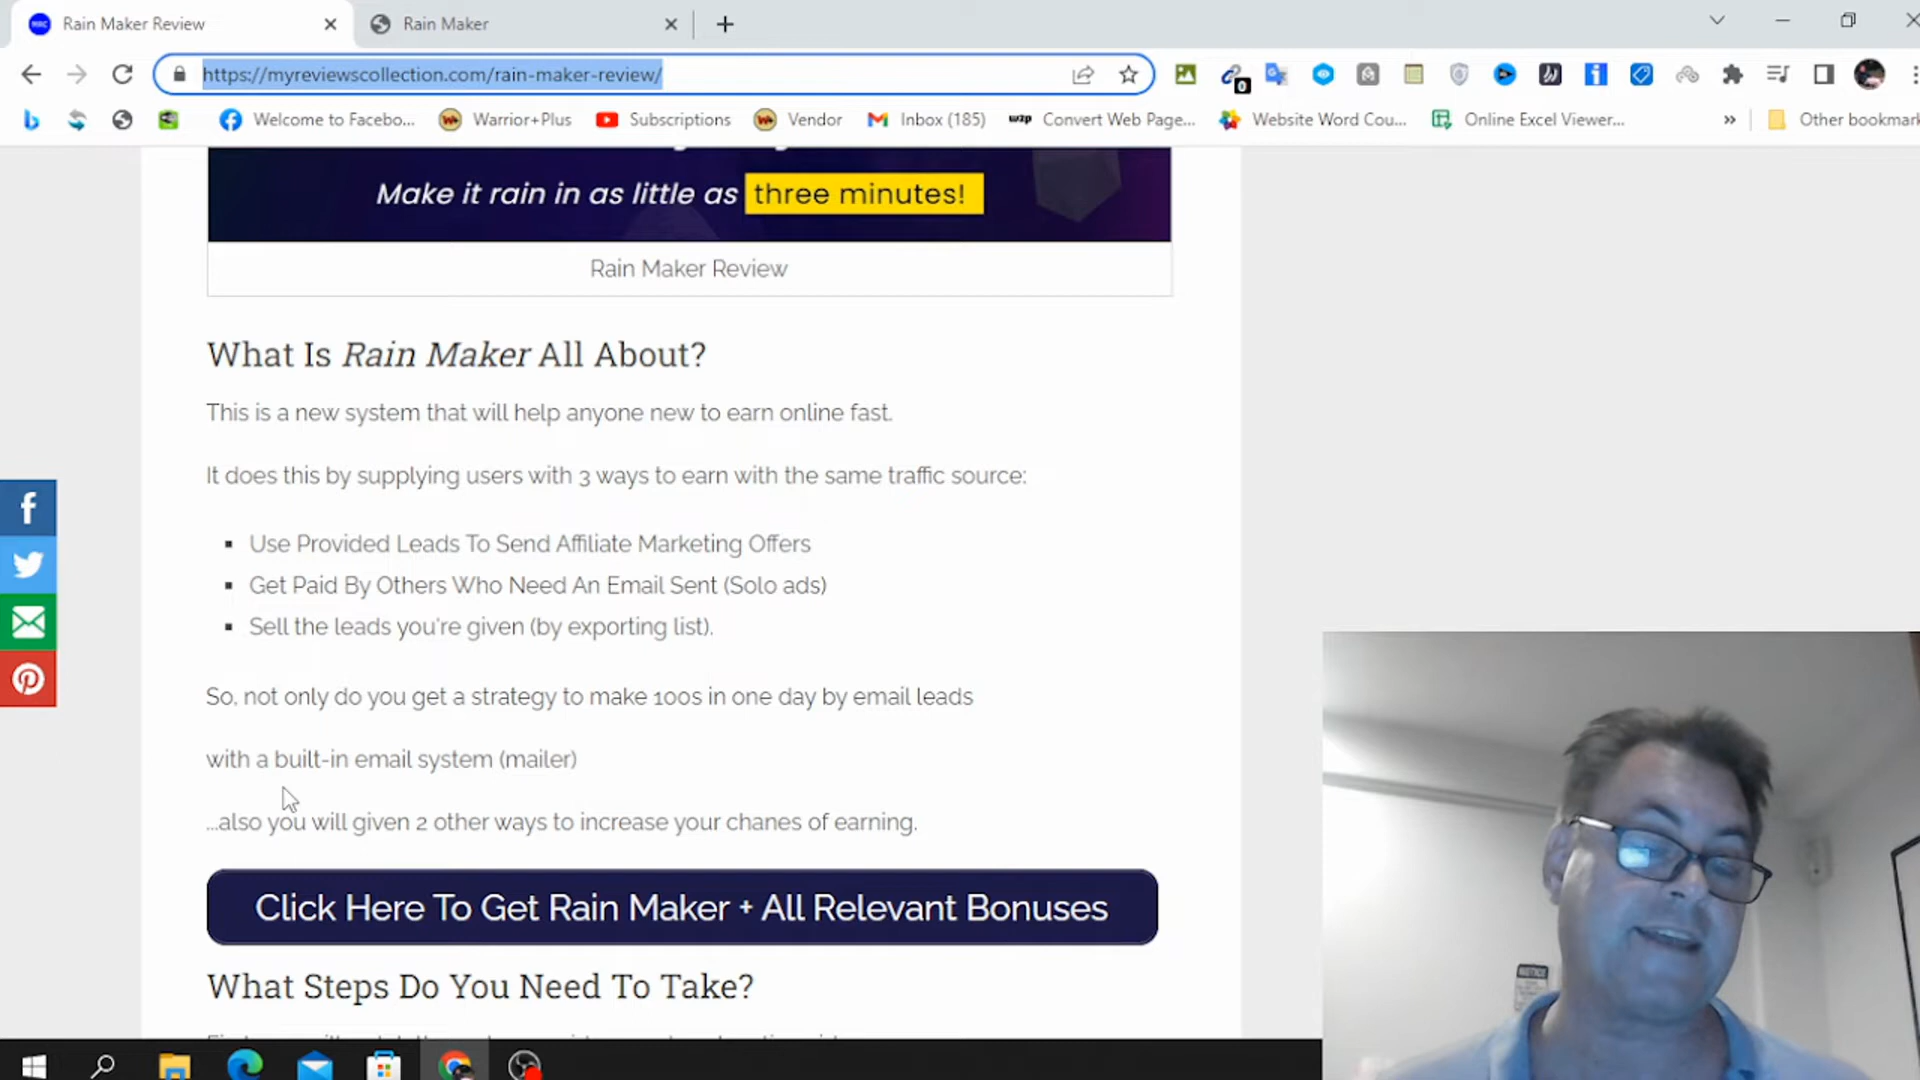 Rain Maker Review
Rain Maker
https://myreviewscollection.com/rain-maker-review/
0
Welcome to Facebo...
Warrior+Plus
Subscriptions
Vendor
Inbox (185)
Convert Web Page...
Website Word Cou...
Online Excel Viewer...
»
Other bookmark
Make it rain in as little as three minutes!
Rain Maker Review
What Is Rain Maker All About?
This is a new system that will help anyone new to earn online fast.
It does this by supplying users with 3 ways to earn with the same traffic source:
▪ Use Provided Leads To Send Affiliate Marketing Offers
▪ Get Paid By Others Who Need An Email Sent (Solo ads)
▪ Sell the leads you're given (by exporting list).
So, not only do you get a strategy to make 100s in one day by email leads
with a built-in email system (mailer)
...also you will given 2 other ways to increase your chanes of earning.
Click Here To Get Rain Maker + All Relevant Bonuses
What Steps Do You Need To Take?